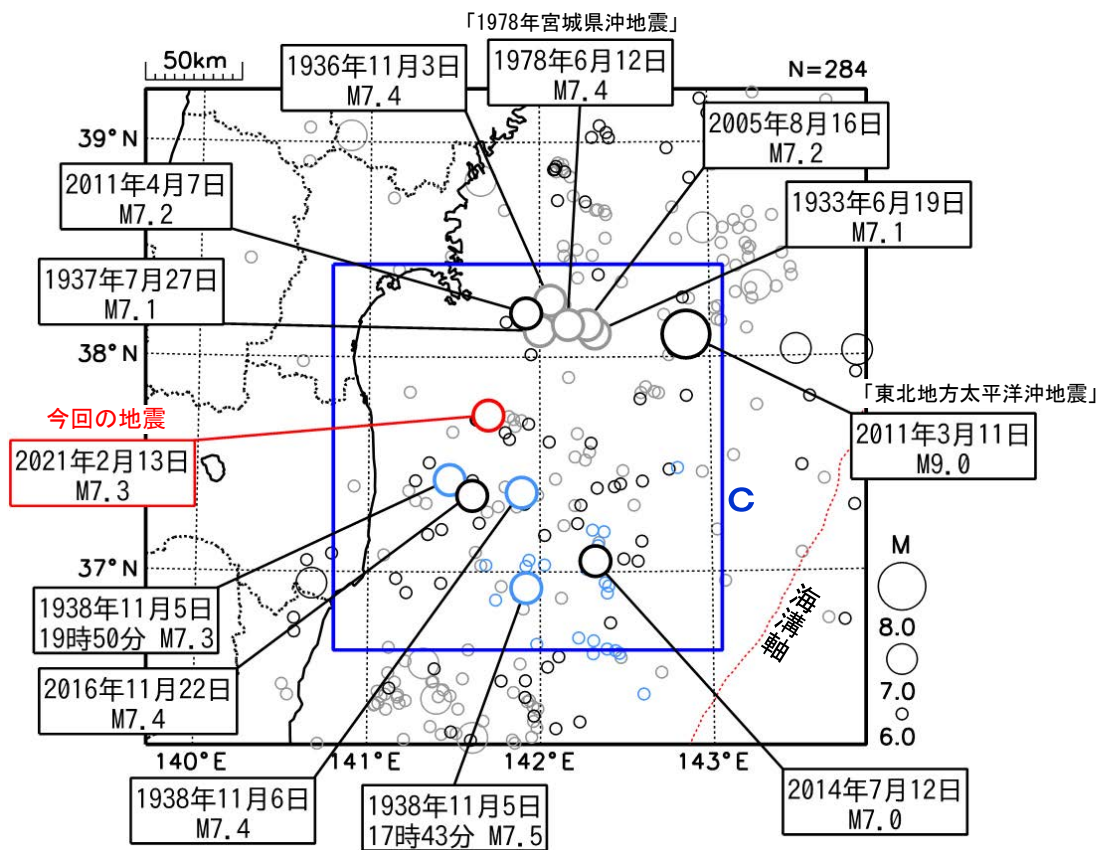 「1978年宮城県沖地震」
50km
N=284
1936年11月3日
M7.4
1978年6月12日
M7.4
2005年8月16日
M7.2
39°N
2011年4月7日
M7.2
1933年6月19日
M7.1
1937年7月27日
M7.1
38°N
「東北地方太平洋沖地震」
2011年3月11日
M9.0
今回の地震
2021年2月13日
M7.3
C
37°N
M
8.0
7.0
6.0
海溝軸
1938年11月5日
19時50分 M7.3
2016年11月22日
M7.4
140°E
141°E
142°E
143°E
1938年11月6日
M7.4
1938年11月5日
17時43分 M7.5
2014年7月12日
M7.0